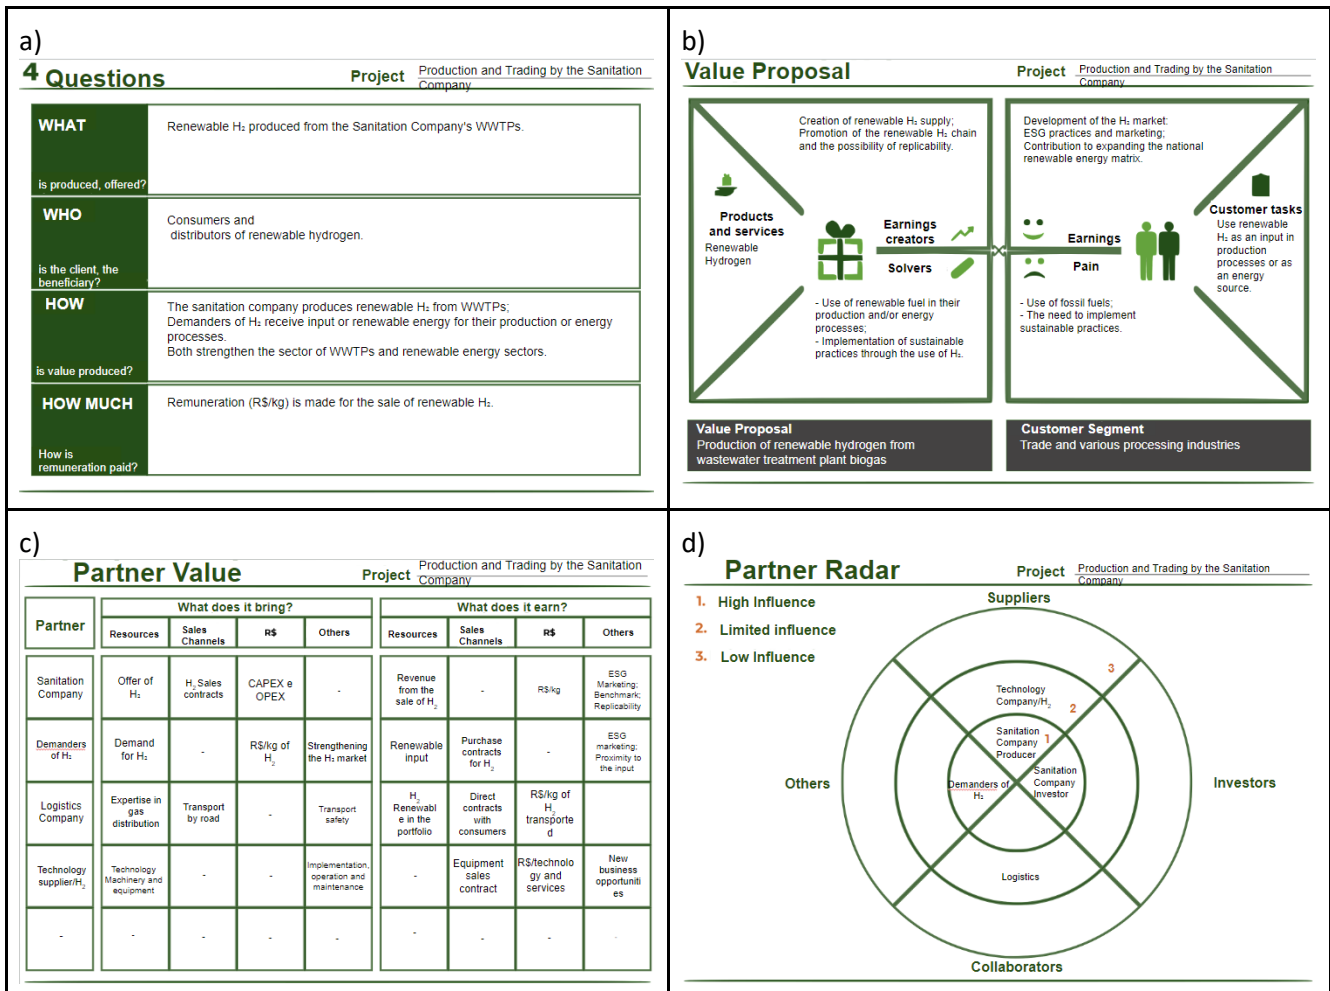 a)
4 Questions
Project
Production and Trading by the Sanitation
Company
WHAT
is produced, offered?
Renewable H₂ produced from the Sanitation Company's WWTPs.
WHO
is the client, the
beneficiary?
Consumers and
distributors of renewable hydrogen.
HOW
is value produced?
The sanitation company produces renewable H₂ from WWTPs;
Demanders of H₂ receive input or renewable energy for their production or energy
processes.
Both strengthen the sector of WWTPs and renewable energy sectors.
HOW MUCH
How is
remuneration paid?
Remuneration (R$/kg) is made for the sale of renewable H₂.
b)
Value Proposal
Project
Production and Trading by the Sanitation
Company
Creation of renewable H₂ supply;
Promotion of the renewable H₂ chain
and the possibility of replicability.
Products
and services
Renewable
Hydrogen
Earnings
creators
Solvers
- Use of renewable fuel in their
production and/or energy
processes;
- Implementation of sustainable
practices through the use of H₂.
Development of the H₂ market:
ESG practices and marketing;
Contribution to expanding the national
renewable energy matrix.
Earnings
Pain
- Use of fossil fuels;
- The need to implement
sustainable practices.
Customer tasks
Use renewable
H₂ as an input in
production
processes or as
an energy
source.
Value Proposal
Production of renewable hydrogen from
wastewater treatment plant biogas
Customer Segment
Trade and various processing industries
c)
Partner Value
Project
Production and Trading by the Sanitation
Company
Partner
What does it bring?
What does it earn?
Resources
Sales
Channels
R$
Others
Resources
Sales
Channels
R$
Others
Sanitation
Company
Offer of
H₂
H₂ Sales
contracts
CAPEX e
OPEX
-
Revenue
from the
sale of H₂
-
R$/kg
ESG
Marketing;
Benchmark;
Replicability
Demanders
of H₂
Demand
for H₂
-
R$/kg of
H₂
Strengthening
the H₂ market
Renewable
input
Purchase
contracts
for H₂
-
ESG
marketing;
Proximity to
the input
Logistics
Company
Expertise in
gas
distribution
Transport
by road
-
Transport
safety
H₂
Renewabl
e in the
portfolio
Direct
contracts
with
consumers
R$/kg of
H₂
transporte
d
Technology
supplier/H₂
Technology
Machinery and
equipment
-
-
Implementation,
operation and
maintenance
-
Equipment
sales
contract
R$/technolo
gy and
services
New
business
opportuniti
es
-
-
-
-
-
-
-
-
-
d)
Partner Radar
Project
Production and Trading by the Sanitation
Company
1. High Influence
2. Limited influence
3. Low Influence
Suppliers
3
Technology
Company/H₂
2
Sanitation
Company
Producer
1
Others
Demanders of
H₂
Sanitation
Company
Investor
Investors
Logistics
Collaborators